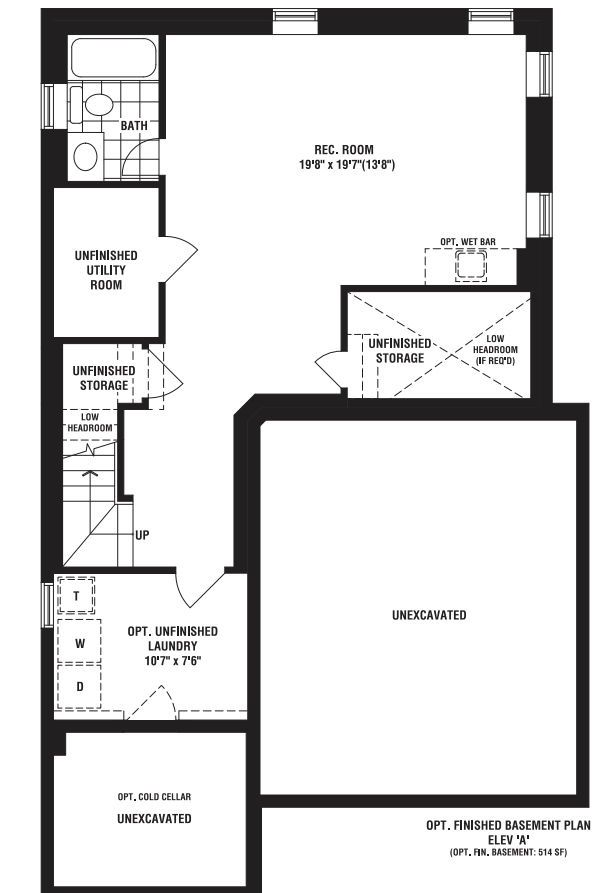 BATH
REC. ROOM
19'8" x 19'7"(13'8")
OPT. WET BAR
UNFINISHED
UTILITY
ROOM
UNFINISHED
STORAGE
LOW
HEADROOM
(IF REQ'D)
UNFINISHED
STORAGE
LOW
HEADROOM
UP
T
W
D
OPT. UNFINISHED
LAUNDRY
10'7" x 7'6"
UNEXCAVATED
OPT. COLD CELLAR
UNEXCAVATED
OPT. FINISHED BASEMENT PLAN
ELEV 'A'
(OPT. FIN. BASEMENT: 514 SF)